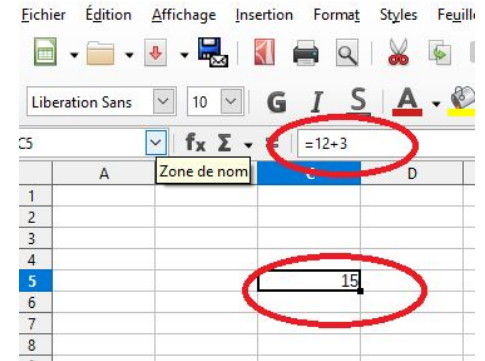 Fichier Édition Affichage Insertion Format Styles Feuille
Liberation Sans 10 G I S A
C5 fx Σ = =12+3
Zone de nom
A C D
1
2
3
4
5 15
6
7
8